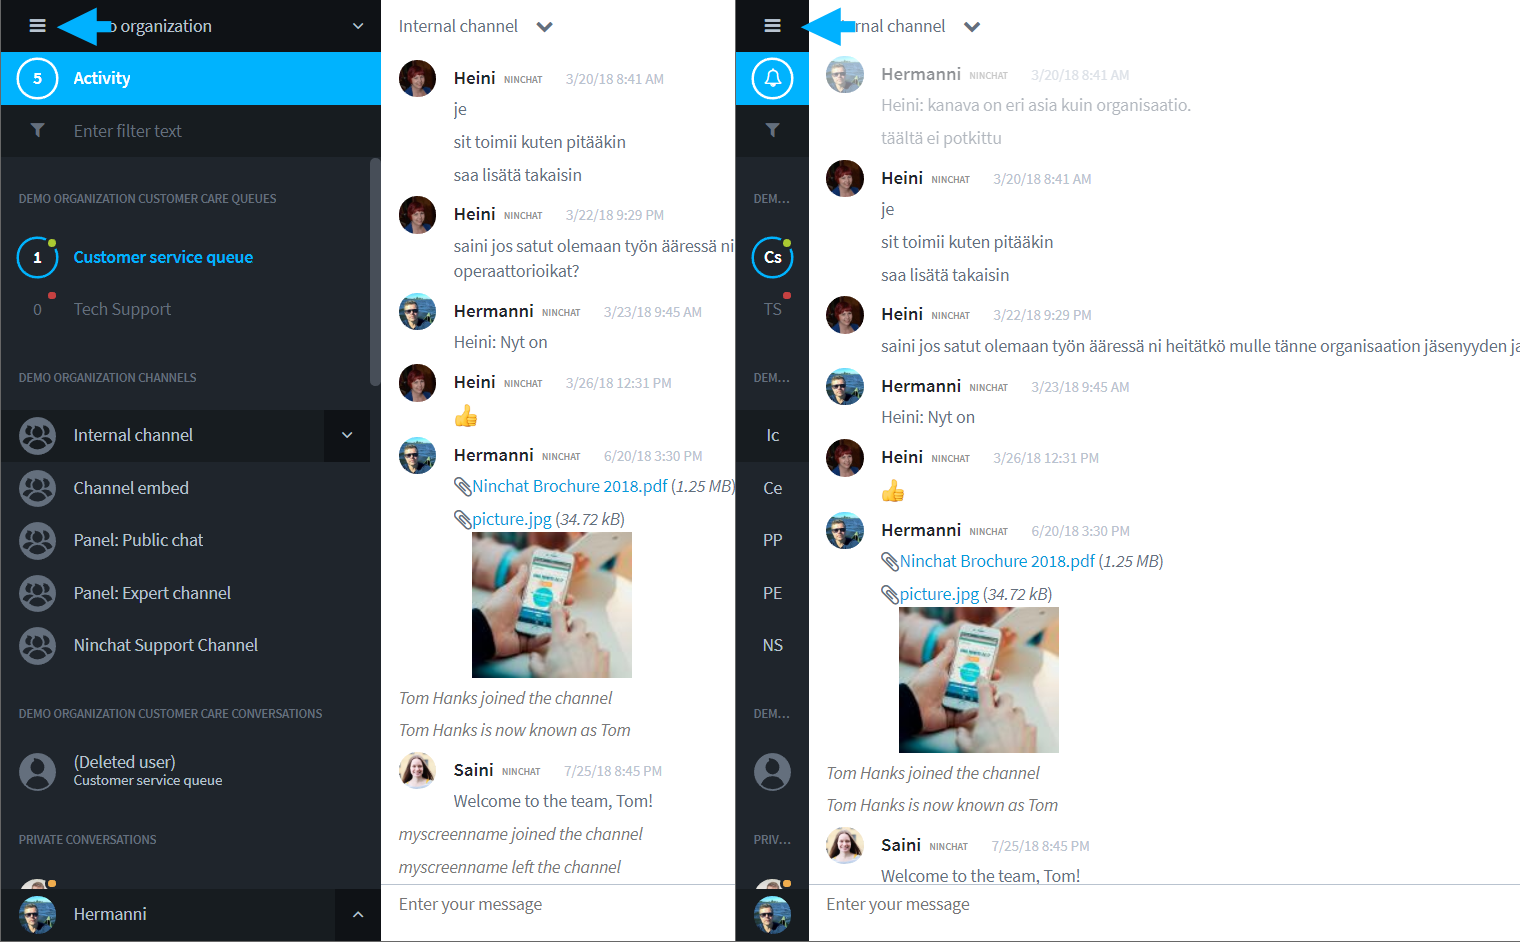 o organization
5
Activity
Enter filter text
DEMO ORGANIZATION CUSTOMER CARE QUEUES
1
Customer service queue
0
Tech Support
DEMO ORGANIZATION CHANNELS
Internal channel
Channel embed
Panel: Public chat
Panel: Expert channel
Ninchat Support Channel
DEMO ORGANIZATION CUSTOMER CARE CONVERSATIONS
(Deleted user)
Customer service queue
PRIVATE CONVERSATIONS
Hermanni
Internal channel
Heini NINCHAT 3/20/18 8:41 AM
je
sit toimii kuten pitääkin
saa lisätä takaisin
Heini NINCHAT 3/22/18 9:29 PM
saini jos satut olemaan työn ääressä ni
operaattorioikat?
Hermanni NINCHAT 3/23/18 9:45 AM
Heini: Nyt on
Heini NINCHAT 3/26/18 12:31 PM
👍
Hermanni NINCHAT 6/20/18 3:30 PM
Ninchat Brochure 2018.pdf (1.25 MB)
picture.jpg (34.72 kB)
Tom Hanks joined the channel
Tom Hanks is now known as Tom
Saini NINCHAT 7/25/18 8:45 PM
Welcome to the team, Tom!
myscreenname joined the channel
myscreenname left the channel
Enter your message
DEM...
Cs
TS
DEM...
Ic
Ce
PP
PE
NS
DEM...
PRIV...
rnal channel
Hermanni NINCHAT 3/20/18 8:41 AM
Heini: kanava on eri asia kuin organisaatio.
täältä ei potkittu
Heini NINCHAT 3/20/18 8:41 AM
je
sit toimii kuten pitääkin
saa lisätä takaisin
Heini NINCHAT 3/22/18 9:29 PM
saini jos satut olemaan työn ääressä ni heitätkö mulle tänne organisaation jäsenyyden ja
Hermanni NINCHAT 3/23/18 9:45 AM
Heini: Nyt on
Heini NINCHAT 3/26/18 12:31 PM
👍
Hermanni NINCHAT 6/20/18 3:30 PM
Ninchat Brochure 2018.pdf (1.25 MB)
picture.jpg (34.72 kB)
Tom Hanks joined the channel
Tom Hanks is now known as Tom
Saini NINCHAT 7/25/18 8:45 PM
Welcome to the team, Tom!
Enter your message